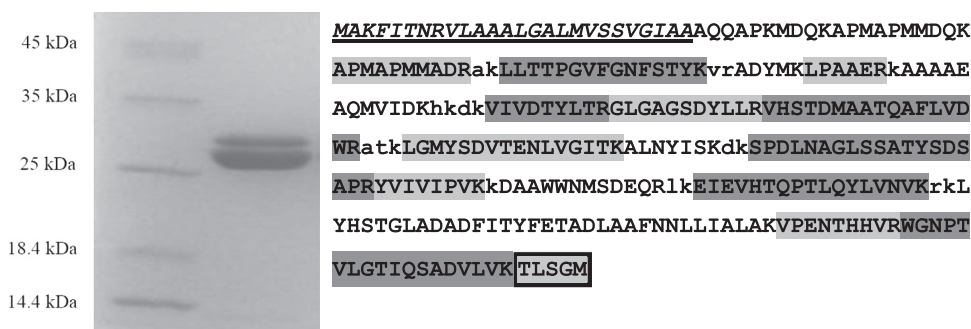 45 kDa
35 kDa
25 kDa
18.4 kDa
14.4 kDa
MAKFITNRVLAAALGALMVSSVGIAAAQQAPKMDQKAPMAPMMDQK
APMAPMMADRakLLTTPGVFGNFSTYKvrADYMKLPAAERkAAAAE
AQMVIDKhkdkVIVDTYLTRGLGAGSDYLLRVHSTDMAATQAFLVD
WRatkLGMYSDVTENLVGITKALNYISKdkSPDLNAGLSSATYSDS
APRYVIVIPVKkDAAWWNMSDEQRlkEIEVHTQPTLQYLVNVKrkL
YHSTGLADADFITYFETADLAAFNNLLIALAKVPENTHHVRWGNPT
VLGTIQSADVLVKTLSGM